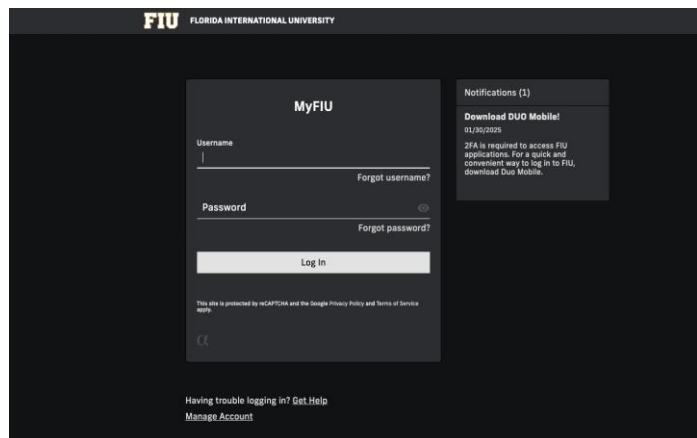 FIU FLORIDA INTERNATIONAL UNIVERSITY
MyFIU
Username
Forgot username?
Password
Forgot password?
Log In
This site is protected by reCAPTCHA and the Google Privacy Policy and Terms of Service
apply.
α
Having trouble logging in? Get Help
Manage Account
Notifications (1)
Download DUO Mobile!
01/30/2025
2FA is required to access FIU
applications. For a quick and
convenient way to log in to FIU,
download Duo Mobile.